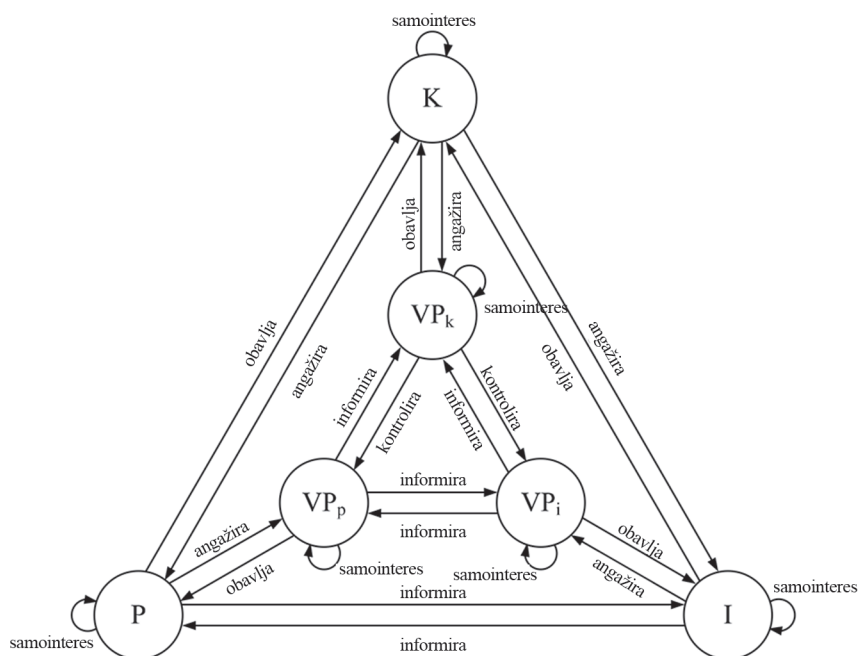 samointeres
K
obavlja
angažira
obavlja
angažira
obavlja
angažira
VPk
samointeres
informira
kontrolira
kontrolira
informira
VPp
informira
informira
VPi
angažira
obavlja
samointeres
samointeres
obavlja
angažira
P
samointeres
informira
informira
I
samointeres